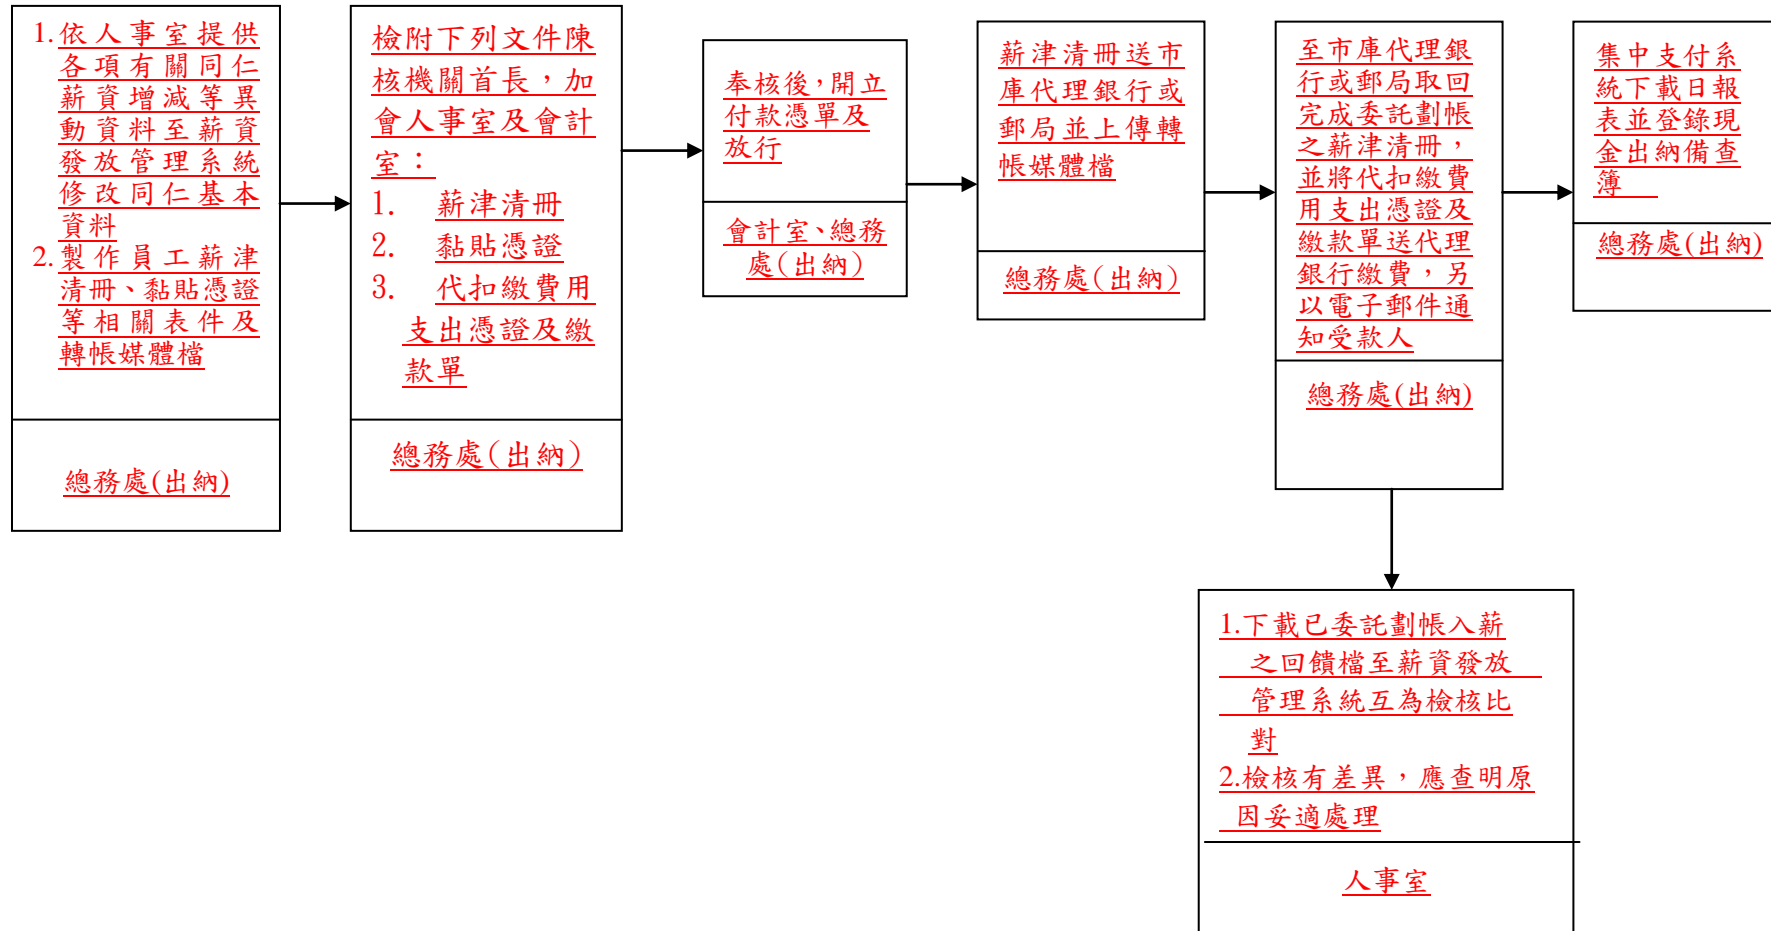 1.依人事室提供
各項有關同仁
薪資增減等異
動資料至薪資
發放管理系統
修改同仁基本
資料
2.製作員工薪津
清冊、黏貼憑證
等相關表件及
轉帳媒體檔
總務處(出納)
檢附下列文件陳
核機關首長，加
會人事室及會計
室：
1. 薪津清冊
2. 黏貼憑證
3. 代扣繳費用
支出憑證及繳
款單
總務處(出納)
奉核後，開立
付款憑單及
放行
會計室、總務
處(出納)
薪津清冊送市
庫代理銀行或
郵局並上傳轉
帳媒體檔
總務處(出納)
至市庫代理銀
行或郵局取回
完成委託劃帳
之薪津清冊，
並將代扣繳費
用支出憑證及
繳款單送代理
銀行繳費，另
以電子郵件通
知受款人
總務處(出納)
集中支付系
統下載日報
表並登錄現
金出納備查
簿
總務處(出納)
1.下載已委託劃帳入薪
之回饋檔至薪資發放
管理系統互為檢核比
對
2.檢核有差異，應查明原
因妥適處理
人事室